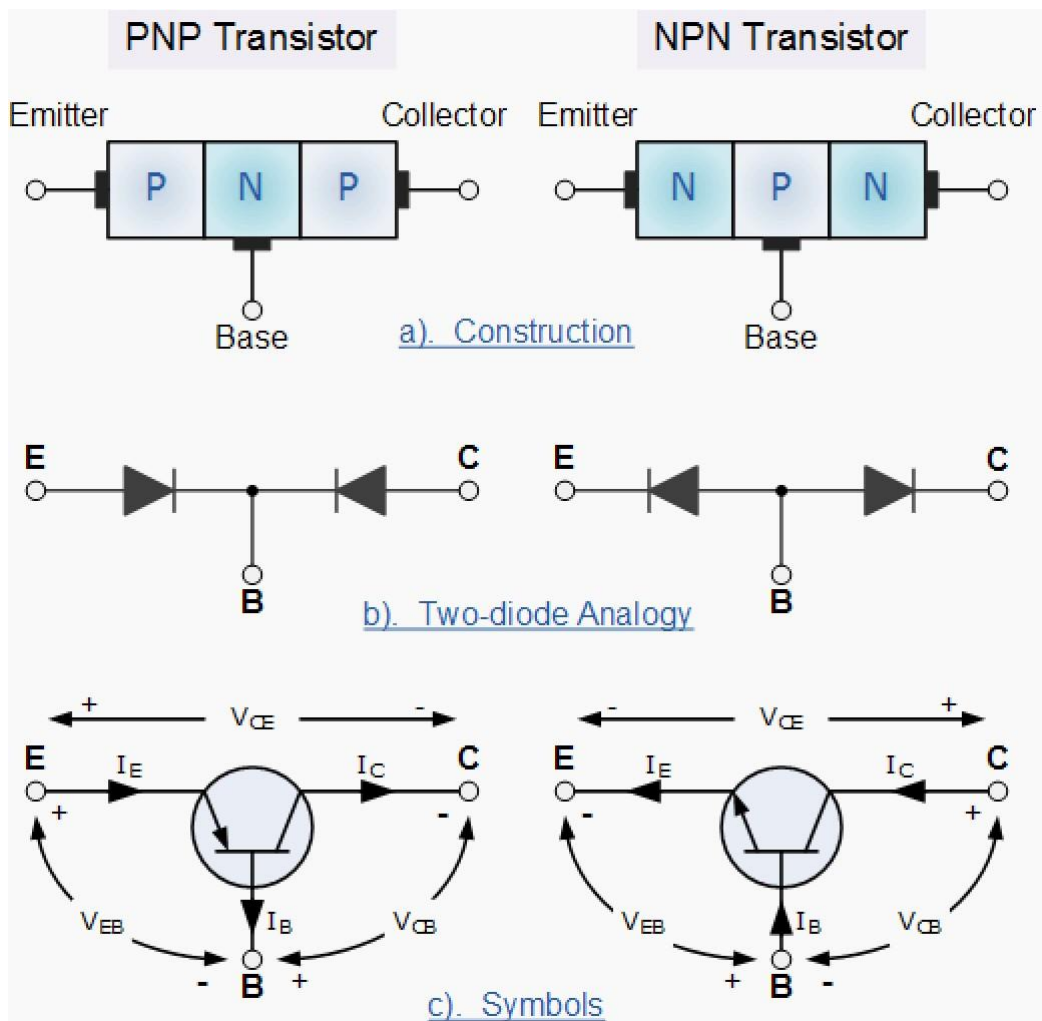 PNP Transistor NPN Transistor
Emitter Collector Emitter Collector
P N P N P N
Base a). Construction Base
E C E C
B B
b). Two-diode Analogy
+ VCE - - VCE +
E IE IC C E IE IC C
+ - - +
VEB IB VCB VEB IB VCB
- B + + B -
c). Symbols